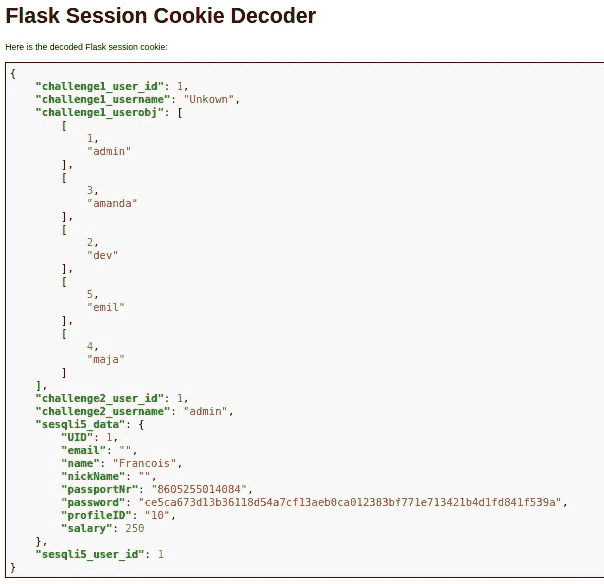 Flask Session Cookie Decoder
Here is the decoded Flask session cookie:
{
"challenge1_user_id": 1,
"challenge1_username": "Unkown",
"challenge1_userobj": [
[
1,
"admin"
],
[
3,
"amanda"
],
[
2,
"dev"
],
[
5,
"emil"
],
[
4,
"maja"
]
],
"challenge2_user_id": 1,
"challenge2_username": "admin",
"sesqli5_data": {
"UID": 1,
"email": "",
"name": "Francois",
"nickName": "",
"passportNr": "8605255014084",
"password": "ce5ca673d13b36118d54a7cf13aeb0ca012383bf771e713421b4d1fd841f539a",
"profileID": "10",
"salary": 250
},
"sesqli5_user_id": 1
}